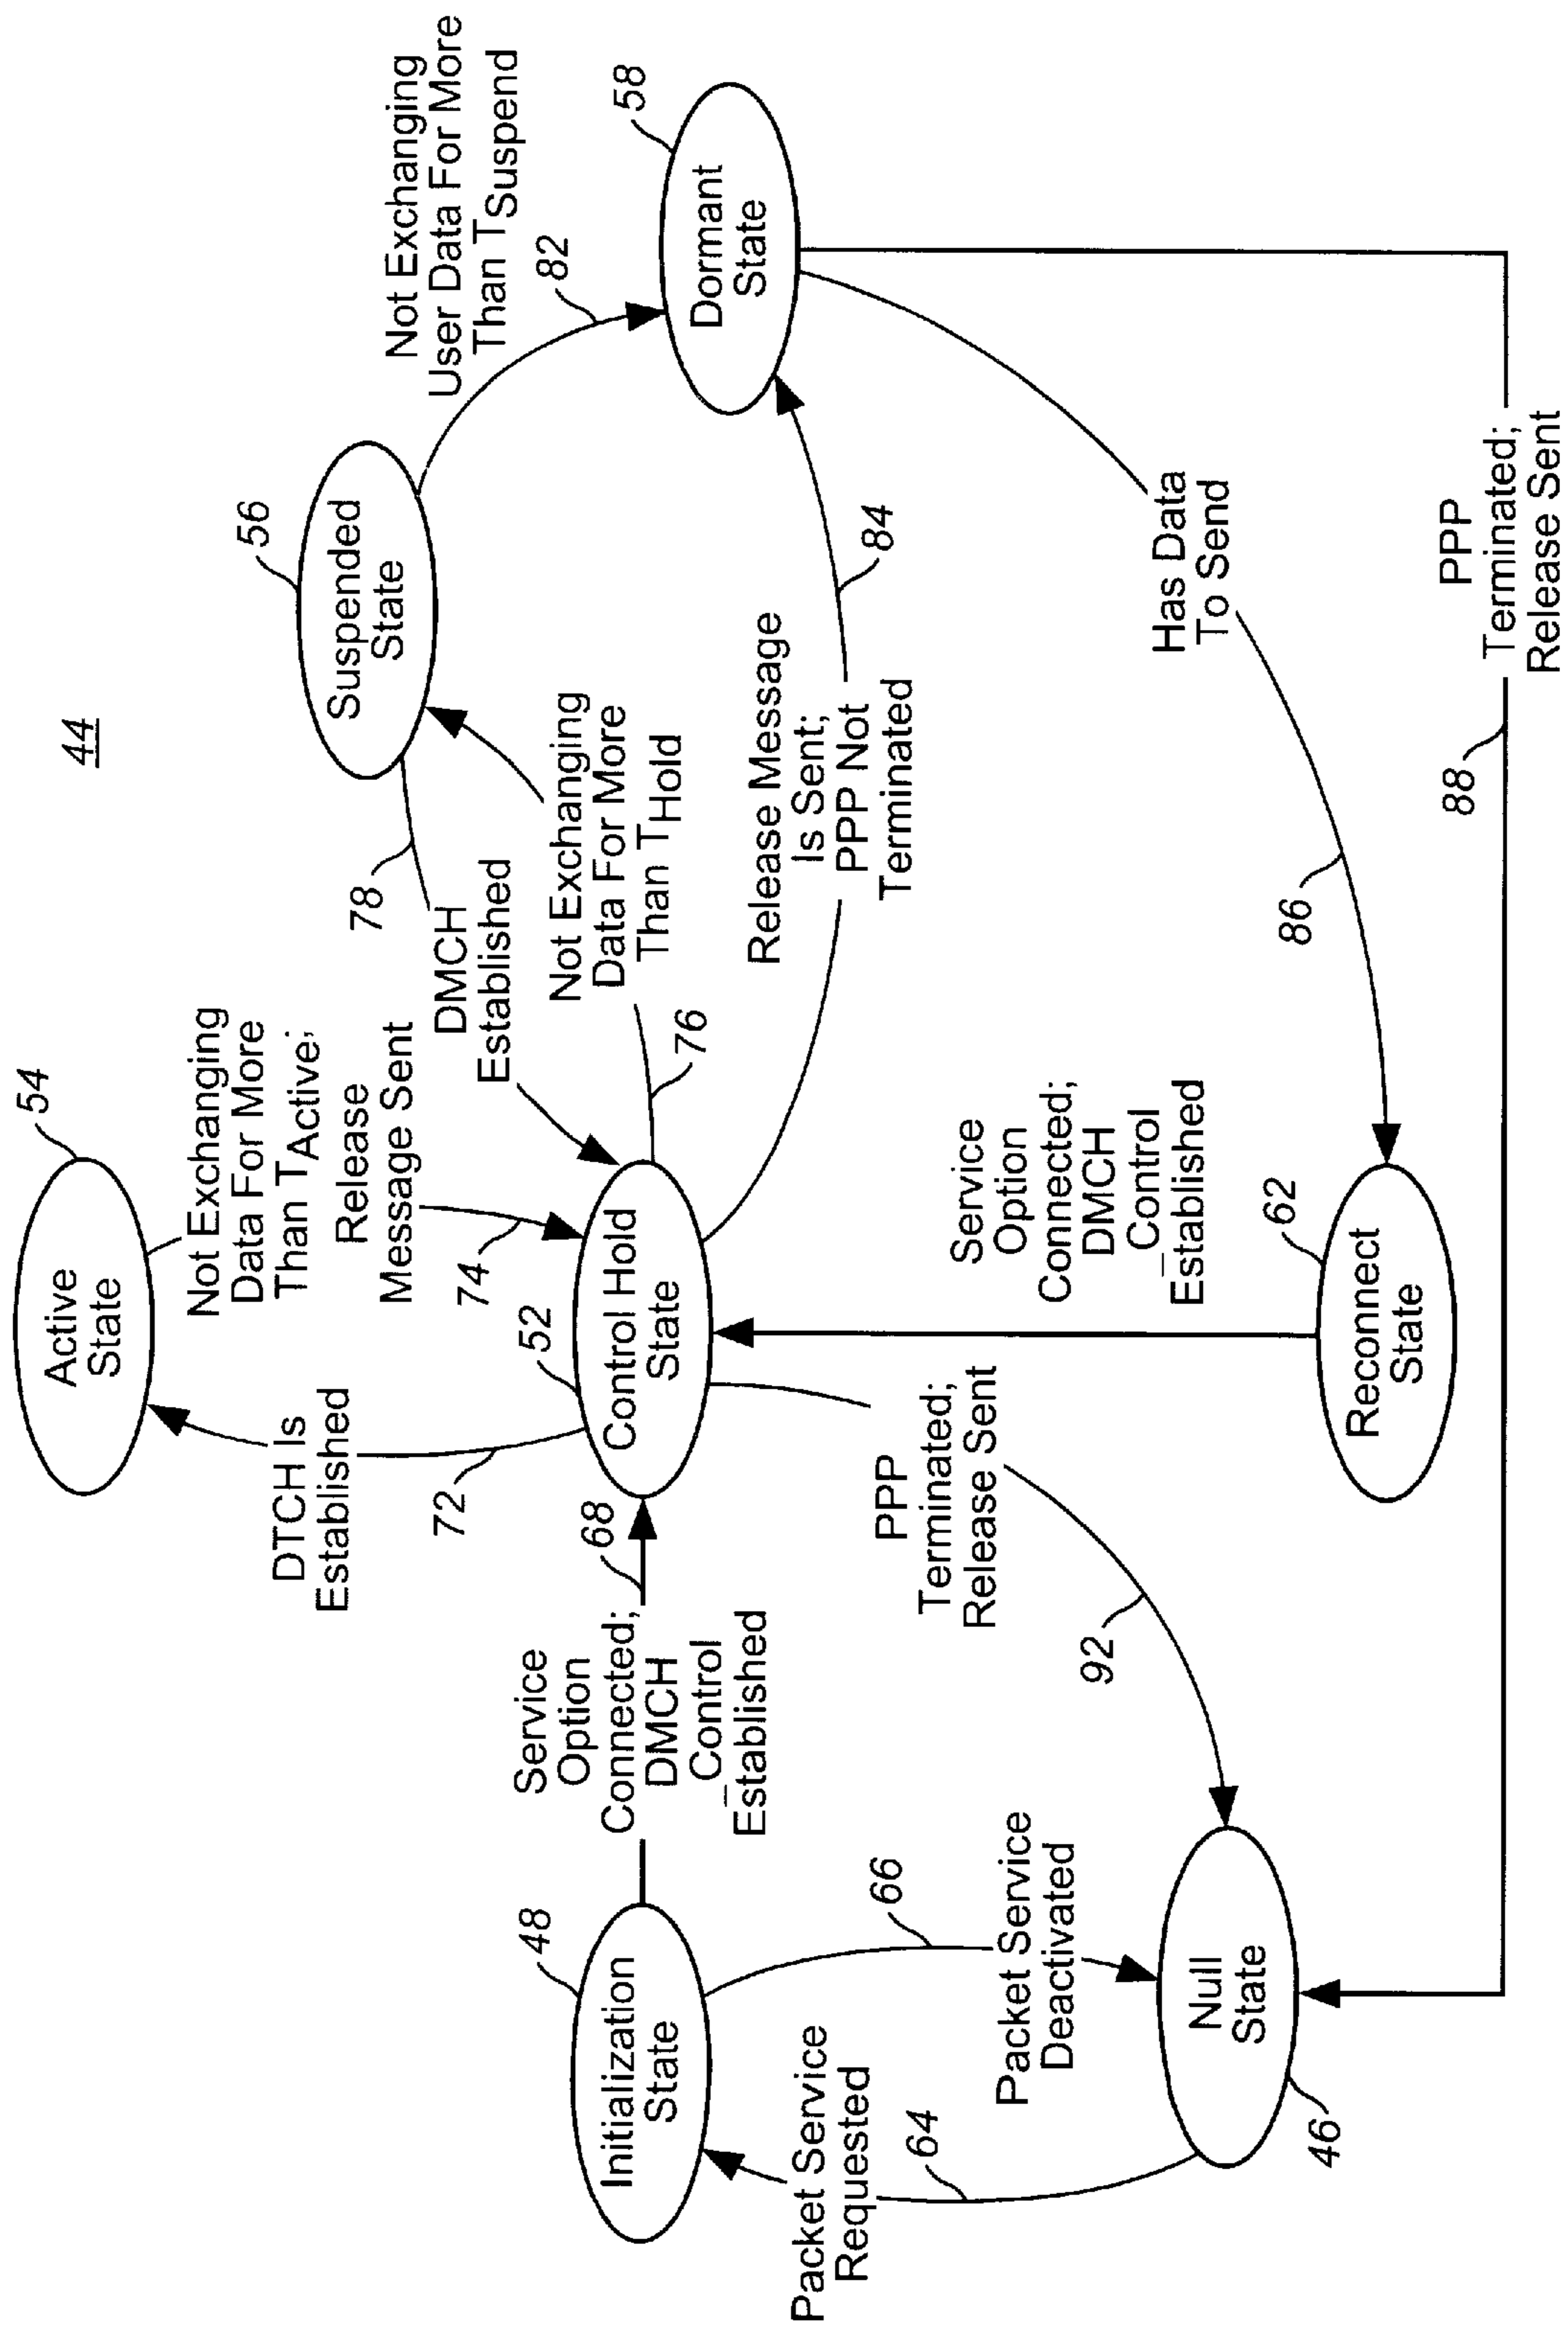 44
54
Active
State
Not Exchanging
Data For More
Than TActive;
Release
Message Sent
74
DTCH Is
Established
72
56
Suspended
State
78
DMCH
Established
Not Exchanging
Data For More
Than THold
76
Not Exchanging
User Data For More
Than TSuspend
82
58
Dormant
State
48
Initialization
State
Service
Option
Connected;
DMCH
Control
Established
68
52
Control Hold
State
Release Message
Is Sent;
PPP Not
Terminated
84
Packet Service
Requested
64
66
Packet Service
Deactivated
PPP
Terminated;
Release Sent
92
Service
Option
Connected;
DMCH
Control
Established
Has Data
To Send
86
Null
State
46
62
Reconnect
State
88
PPP
Terminated;
Release Sent